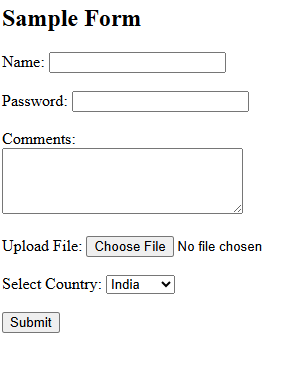 Sample Form
Name:
Password:
Comments:
Upload File: Choose File No file chosen
Select Country: India
Submit